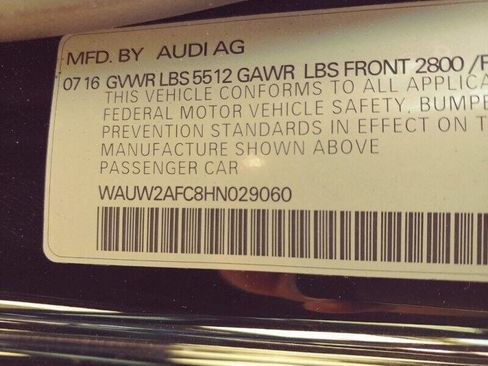 MFD. BY AUDI AG
07 16 GVWR LBS 5512 GAWR LBS FRONT 2800 /
THIS VEHICLE CONFORMS TO ALL
FEDERAL MOTOR VEHICLE SAFETY,
PREVENTION STANDARDS IN EFFECT ON
MANUFACTURE SHOWN ABOVE
PASSENGER CAR
WAUW2AFC8HN029060